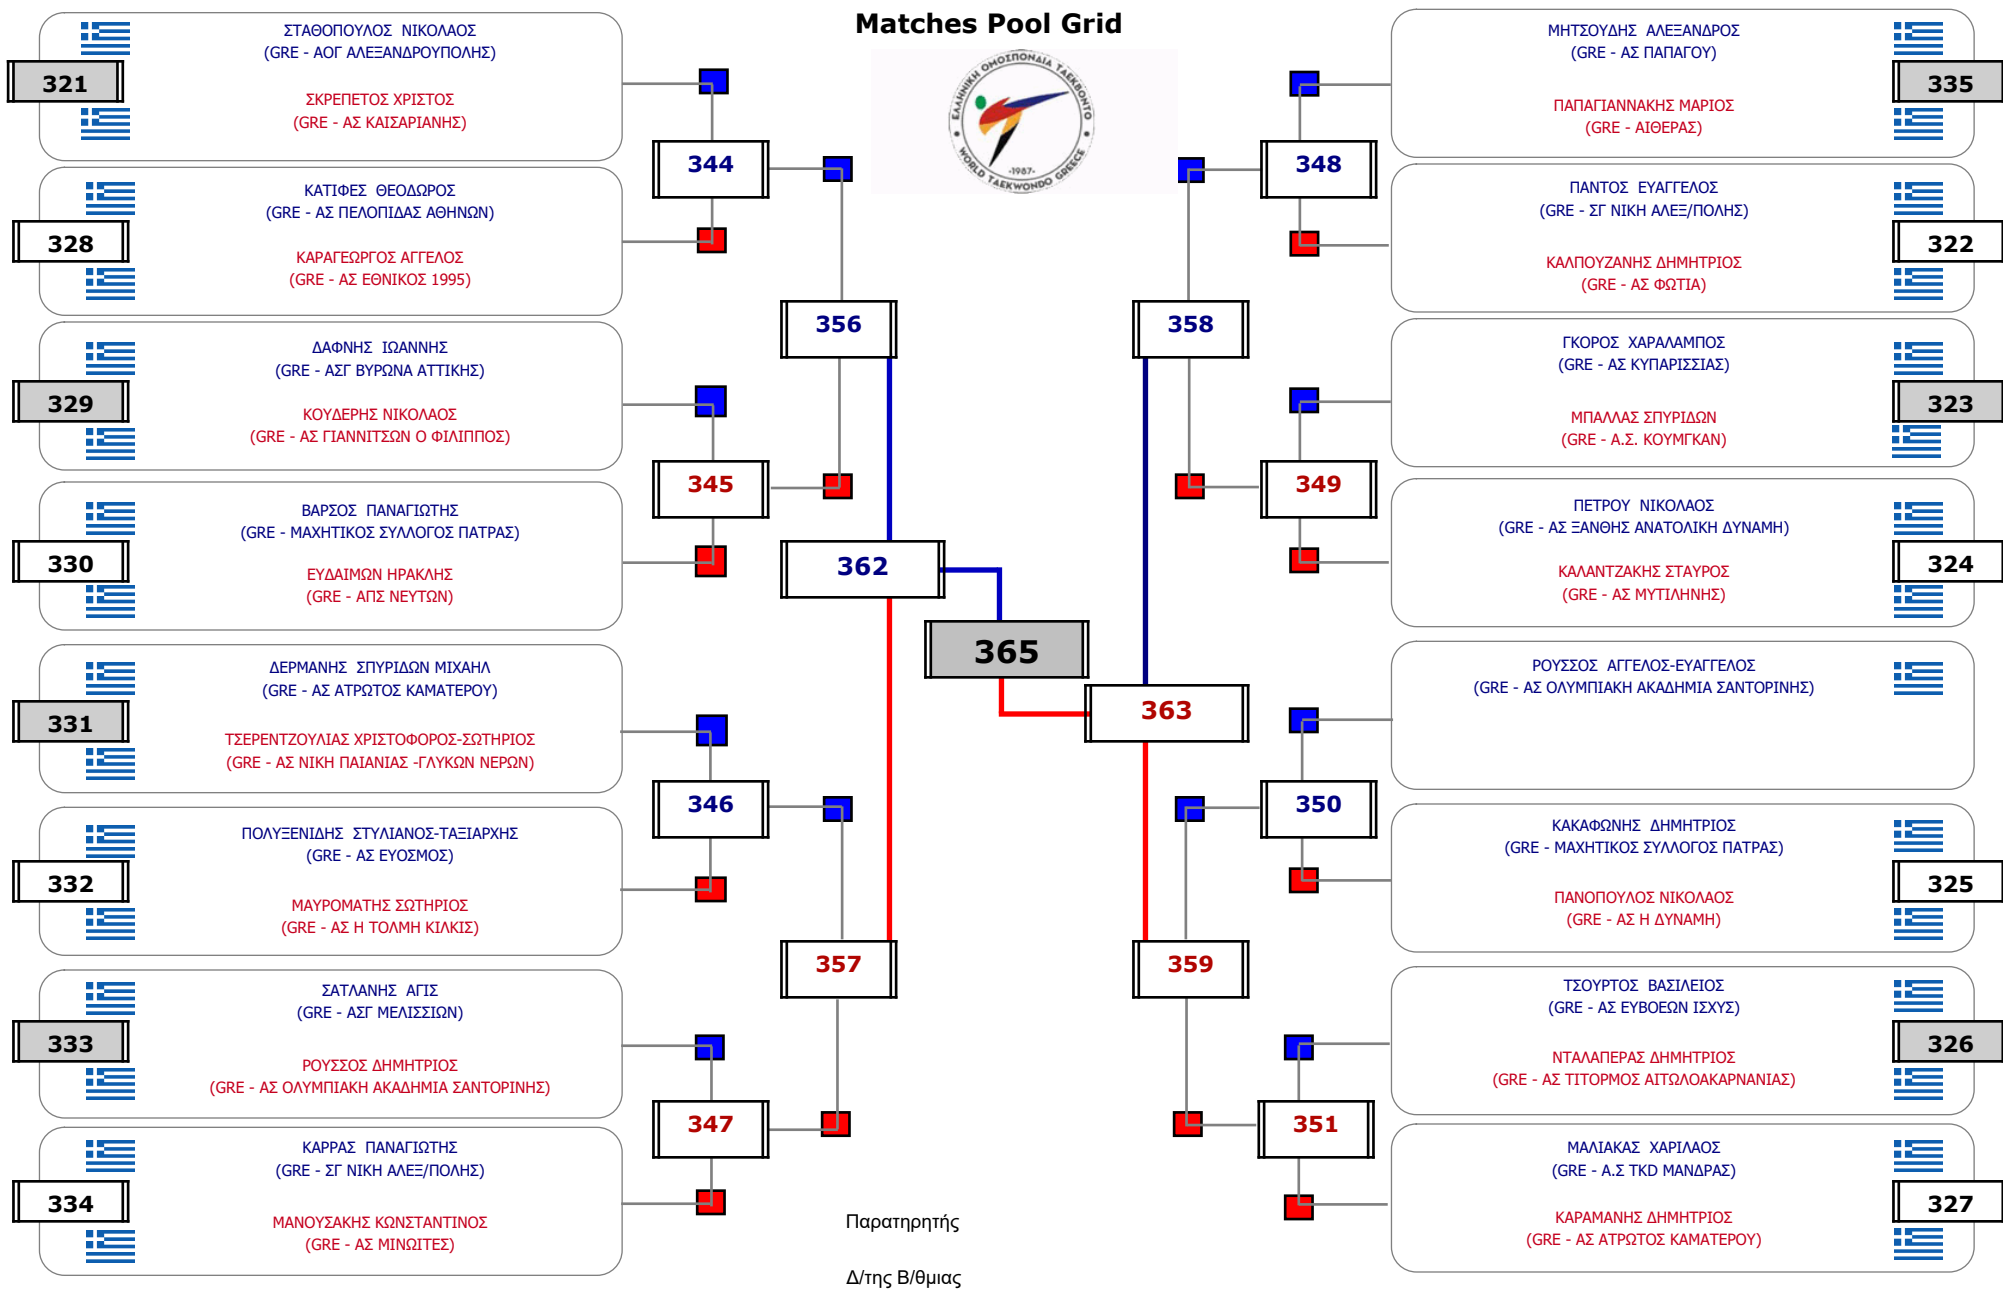 Matches Pool Grid
ΕΛΛΗΝΙΚΗ ΟΜΟΣΠΟΝΔΙΑ ΤΑΕΚΒΟΝΤΟ
-1987-
WORLD TAEKWONDO GREECE
321
ΣΤΑΘΟΠΟΥΛΟΣ ΝΙΚΟΛΑΟΣ
(GRE - ΑΟΓ ΑΛΕΞΑΝΔΡΟΥΠΟΛΗΣ)
ΣΚΡΕΠΕΤΟΣ ΧΡΙΣΤΟΣ
(GRE - ΑΣ ΚΑΙΣΑΡΙΑΝΗΣ)
328
ΚΑΤΙΦΕΣ ΘΕΟΔΩΡΟΣ
(GRE - ΑΣ ΠΕΛΟΠΙΔΑΣ ΑΘΗΝΩΝ)
ΚΑΡΑΓΕΩΡΓΟΣ ΑΓΓΕΛΟΣ
(GRE - ΑΣ ΕΘΝΙΚΟΣ 1995)
329
ΔΑΦΝΗΣ ΙΩΑΝΝΗΣ
(GRE - ΑΣΓ ΒΥΡΩΝΑ ΑΤΤΙΚΗΣ)
ΚΟΥΔΕΡΗΣ ΝΙΚΟΛΑΟΣ
(GRE - ΑΣ ΓΙΑΝΝΙΤΣΩΝ Ο ΦΙΛΙΠΠΟΣ)
330
ΒΑΡΣΟΣ ΠΑΝΑΓΙΩΤΗΣ
(GRE - ΜΑΧΗΤΙΚΟΣ ΣΥΛΛΟΓΟΣ ΠΑΤΡΑΣ)
ΕΥΔΑΙΜΩΝ ΗΡΑΚΛΗΣ
(GRE - ΑΠΣ ΝΕΥΤΩΝ)
331
ΔΕΡΜΑΝΗΣ ΣΠΥΡΙΔΩΝ ΜΙΧΑΗΛ
(GRE - ΑΣ ΑΤΡΩΤΟΣ ΚΑΜΑΤΕΡΟΥ)
ΤΣΕΡΕΝΤΖΟΥΛΙΑΣ ΧΡΙΣΤΟΦΟΡΟΣ-ΣΩΤΗΡΙΟΣ
(GRE - ΑΣ ΝΙΚΗ ΠΑΙΑΝΙΑΣ -ΓΛΥΚΩΝ ΝΕΡΩΝ)
332
ΠΟΛΥΞΕΝΙΔΗΣ ΣΤΥΛΙΑΝΟΣ-ΤΑΞΙΑΡΧΗΣ
(GRE - ΑΣ ΕΥΟΣΜΟΣ)
ΜΑΥΡΟΜΑΤΗΣ ΣΩΤΗΡΙΟΣ
(GRE - ΑΣ Η ΤΟΛΜΗ ΚΙΛΚΙΣ)
333
ΣΑΤΛΑΝΗΣ ΑΓΙΣ
(GRE - ΑΣΓ ΜΕΛΙΣΣΙΩΝ)
ΡΟΥΣΣΟΣ ΔΗΜΗΤΡΙΟΣ
(GRE - ΑΣ ΟΛΥΜΠΙΑΚΗ ΑΚΑΔΗΜΙΑ ΣΑΝΤΟΡΙΝΗΣ)
334
ΚΑΡΡΑΣ ΠΑΝΑΓΙΩΤΗΣ
(GRE - ΣΓ ΝΙΚΗ ΑΛΕΞ/ΠΟΛΗΣ)
ΜΑΝΟΥΣΑΚΗΣ ΚΩΝΣΤΑΝΤΙΝΟΣ
(GRE - ΑΣ ΜΙΝΩΙΤΕΣ)
344
345
346
347
356
357
362
365
363
358
359
348
349
350
351
ΜΗΤΣΟΥΔΗΣ ΑΛΕΞΑΝΔΡΟΣ
(GRE - ΑΣ ΠΑΠΑΓΟΥ)
335
ΠΑΠΑΓΙΑΝΝΑΚΗΣ ΜΑΡΙΟΣ
(GRE - ΑΙΘΕΡΑΣ)
ΠΑΝΤΟΣ ΕΥΑΓΓΕΛΟΣ
(GRE - ΣΓ ΝΙΚΗ ΑΛΕΞ/ΠΟΛΗΣ)
322
ΚΑΛΠΟΥΖΑΝΗΣ ΔΗΜΗΤΡΙΟΣ
(GRE - ΑΣ ΦΩΤΙΑ)
ΓΚΟΡΟΣ ΧΑΡΑΛΑΜΠΟΣ
(GRE - ΑΣ ΚΥΠΑΡΙΣΣΙΑΣ)
323
ΜΠΑΛΛΑΣ ΣΠΥΡΙΔΩΝ
(GRE - Α.Σ. ΚΟΥΜΓΚΑΝ)
ΠΕΤΡΟΥ ΝΙΚΟΛΑΟΣ
(GRE - ΑΣ ΞΑΝΘΗΣ ΑΝΑΤΟΛΙΚΗ ΔΥΝΑΜΗ)
324
ΚΑΛΑΝΤΖΑΚΗΣ ΣΤΑΥΡΟΣ
(GRE - ΑΣ ΜΥΤΙΛΗΝΗΣ)
ΡΟΥΣΣΟΣ ΑΓΓΕΛΟΣ-ΕΥΑΓΓΕΛΟΣ
(GRE - ΑΣ ΟΛΥΜΠΙΑΚΗ ΑΚΑΔΗΜΙΑ ΣΑΝΤΟΡΙΝΗΣ)
ΚΑΚΑΦΩΝΗΣ ΔΗΜΗΤΡΙΟΣ
(GRE - ΜΑΧΗΤΙΚΟΣ ΣΥΛΛΟΓΟΣ ΠΑΤΡΑΣ)
325
ΠΑΝΟΠΟΥΛΟΣ ΝΙΚΟΛΑΟΣ
(GRE - ΑΣ Η ΔΥΝΑΜΗ)
ΤΣΟΥΡΤΟΣ ΒΑΣΙΛΕΙΟΣ
(GRE - ΑΣ ΕΥΒΟΕΩΝ ΙΣΧΥΣ)
326
ΝΤΑΛΑΠΕΡΑΣ ΔΗΜΗΤΡΙΟΣ
(GRE - ΑΣ ΤΙΤΟΡΜΟΣ ΑΙΤΩΛΟΑΚΑΡΝΑΝΙΑΣ)
ΜΑΛΙΑΚΑΣ ΧΑΡΙΛΑΟΣ
(GRE - Α.Σ TKD ΜΑΝΔΡΑΣ)
327
ΚΑΡΑΜΑΝΗΣ ΔΗΜΗΤΡΙΟΣ
(GRE - ΑΣ ΑΤΡΩΤΟΣ ΚΑΜΑΤΕΡΟΥ)
Παρατηρητής
Δ/της Β/θμιας